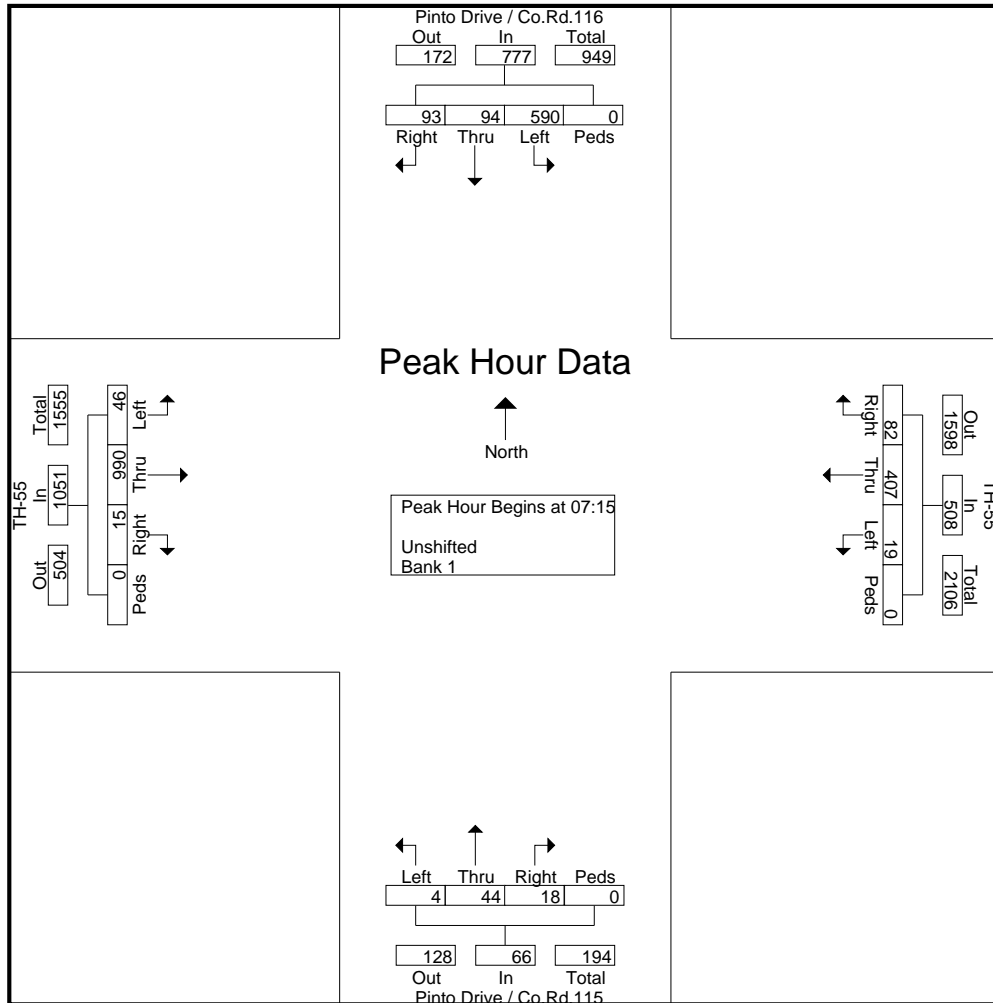 Pinto Drive / Co.Rd.116
Out In Total
172 777 949
93 94 590 0
Right Thru Left Peds
Peak Hour Data
North
Peak Hour Begins at 07:15
Unshifted
Bank 1
TH-55
Total In Out
1555 1051 504
46 990 15 0
Left Thru Right Peds
TH-55
Out In Total
1598 508 2106
82 407 19 0
Right Thru Left Peds
Left Thru Right Peds
4 44 18 0
128 66 194
Out In Total
Pinto Drive / Co.Rd.115